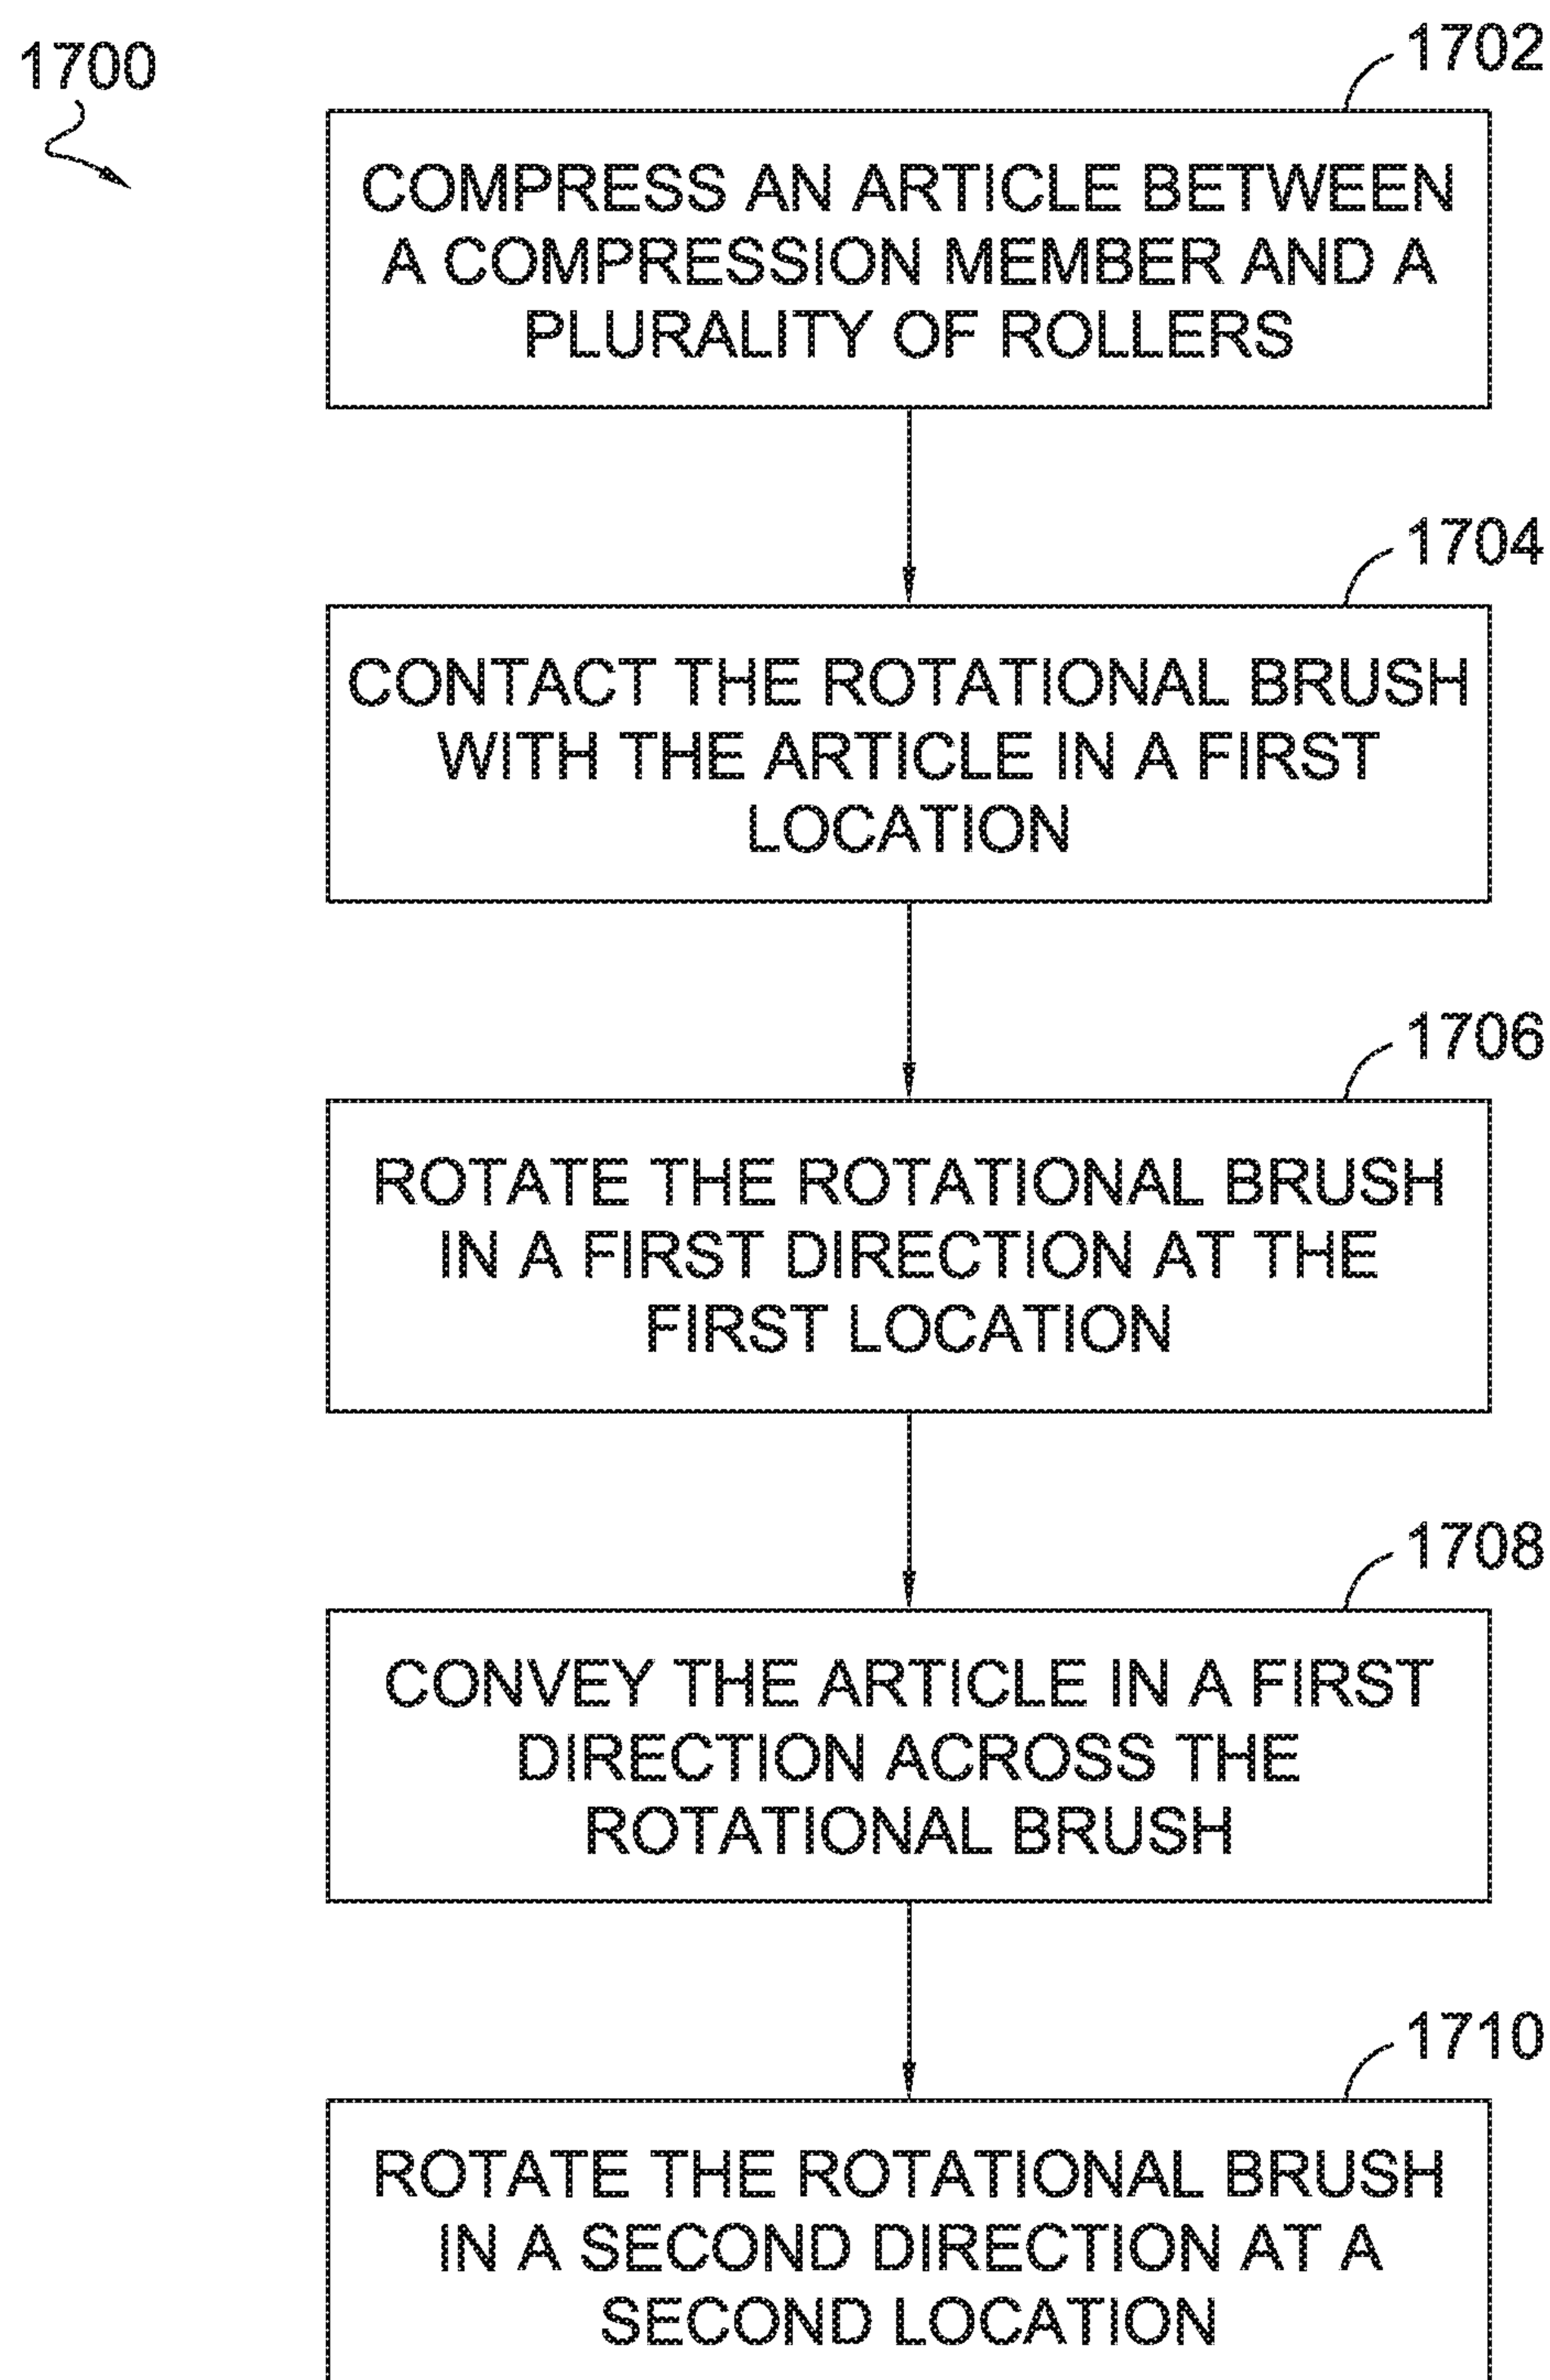 1700
1702
COMPRESS AN ARTICLE BETWEEN
A COMPRESSION MEMBER AND A
PLURALITY OF ROLLERS
1704
CONTACT THE ROTATIONAL BRUSH
WITH THE ARTICLE IN A FIRST
LOCATION
1706
ROTATE THE ROTATIONAL BRUSH
IN A FIRST DIRECTION AT THE
FIRST LOCATION
1708
CONVEY THE ARTICLE IN A FIRST
DIRECTION ACROSS THE
ROTATIONAL BRUSH
1710
ROTATE THE ROTATIONAL BRUSH
IN A SECOND DIRECTION AT A
SECOND LOCATION